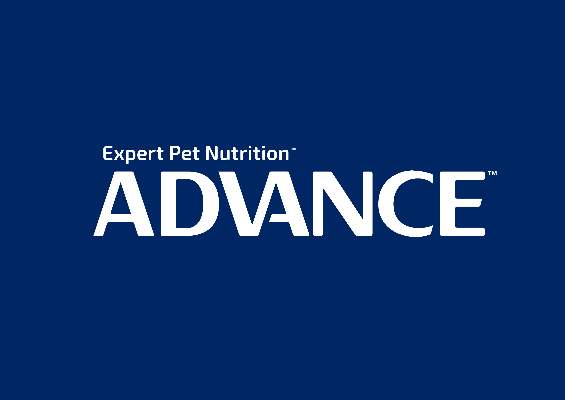 Expert Pet Nutrition™
ADVANCE™